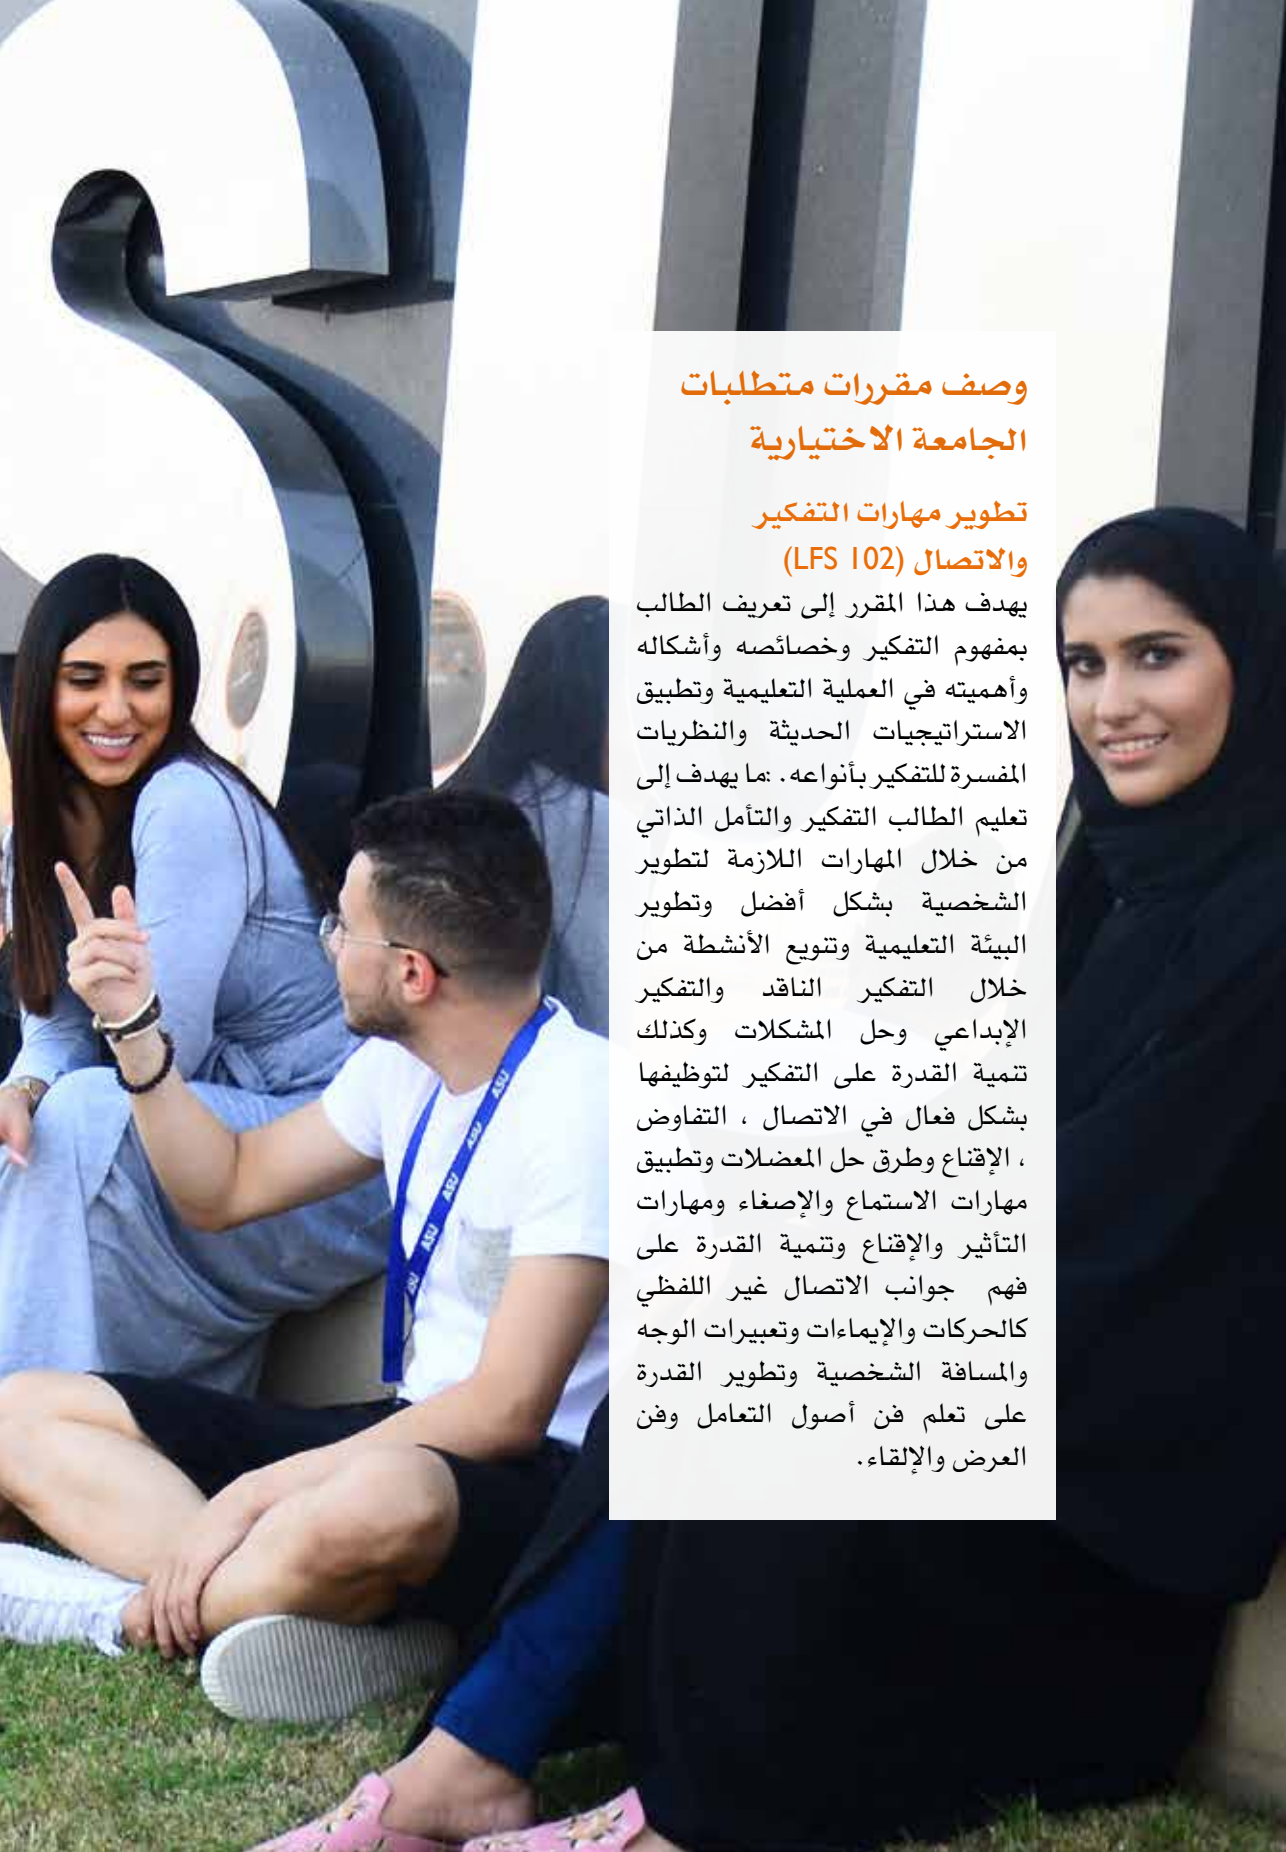 وصف مقررات متطلبات
الجامعة الاختيارية
تطوير مهارات التفكير
والاتصال (LFS 102)
يهدف هذا المقرر إلى تعريف الطالب
بمفهوم التفكير وخصائصه وأشكاله
وأهميته في العملية التعليمية وتطبيق
الاستراتيجيات الحديثة والنظريات
المفسرة للتفكير بأنواعه. :ما يهدف إلى
تعليم الطالب التفكير والتأمل الذاتي
من خلال المهارات اللازمة لتطوير
الشخصية بشكل أفضل وتطوير
البيئة التعليمية وتنويع الأنشطة من
خلال التفكير الناقد والتفكير
الإبداعي وحل المشكلات وكذلك
تنمية القدرة على التفكير لتوظيفها
بشكل فعال في الاتصال ، التفاوض
، الإقناع وطرق حل المعضلات وتطبيق
مهارات الاستماع والإصغاء ومهارات
التأثير والإقناع وتنمية القدرة على
فهم جوانب الاتصال غير اللفظي
كالحركات والإيماءات وتعبيرات الوجه
والمسافة الشخصية وتطوير القدرة
على تعلم فن أصول التعامل وفن
العرض والإلقاء.
ASU
ASU
ASU
ASU
SU